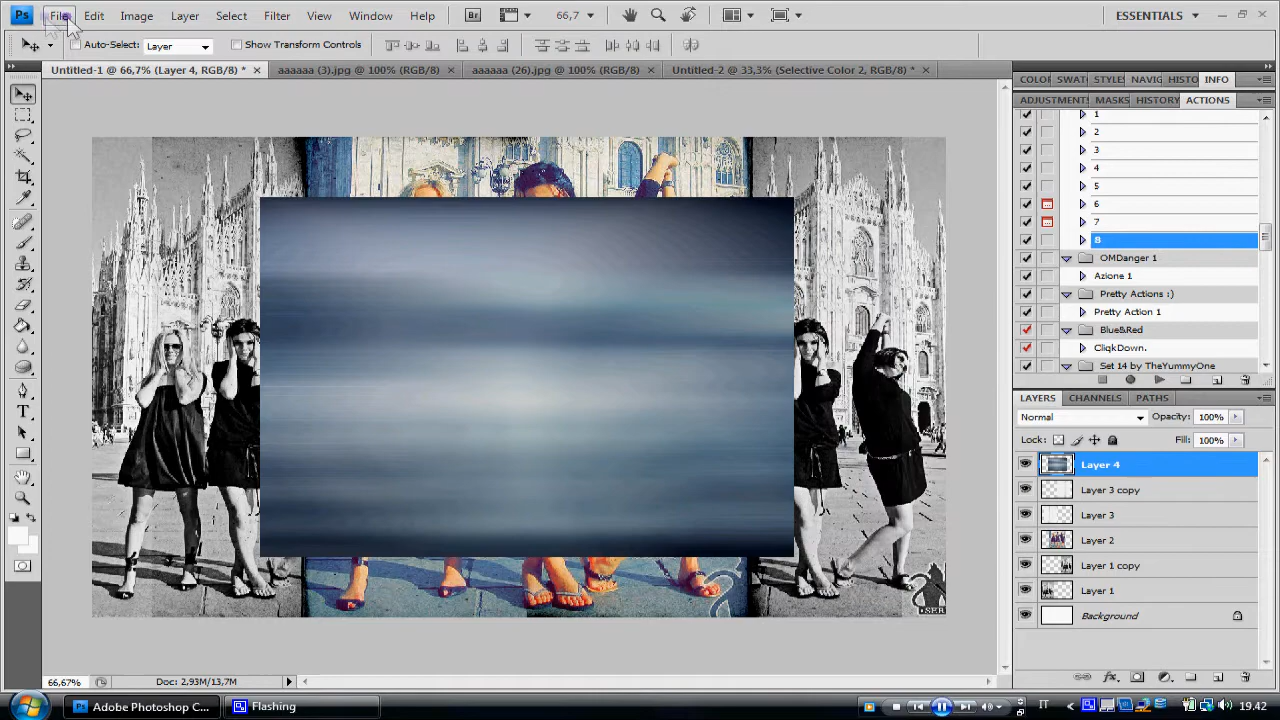 Ps File Edit Image Layer Select Filter View Window Help Br 66,7 ESSENTIALS
Auto-Select: Layer Show Transform Controls
Untitled-1 @ 66,7% (Layer 4, RGB/8) * aaaaaa (3).jpg @ 100% (RGB/8) aaaaaa (26).jpg @ 100% (RGB/8) Untitled-2 @ 33,3% (Selective Color 2, RGB/8) *
COLOR SWAT STYLES NAVIG HISTO INFO
ADJUSTMENTS MASKS HISTORY ACTIONS
1
2
3
4
5
6
7
8
OMDanger 1
Azione 1
Pretty Actions :)
Pretty Action 1
Blue&Red
CliqkDown.
Set 14 by TheYummyOne
LAYERS CHANNELS PATHS
Normal Opacity: 100%
Lock: Fill: 100%
Layer 4
Layer 3 copy
Layer 3
Layer 2
Layer 1 copy
Layer 1
Background
66,67% Doc: 2,93M/13,7M
Ps Adobe Photoshop C... Flashing IT 19.42